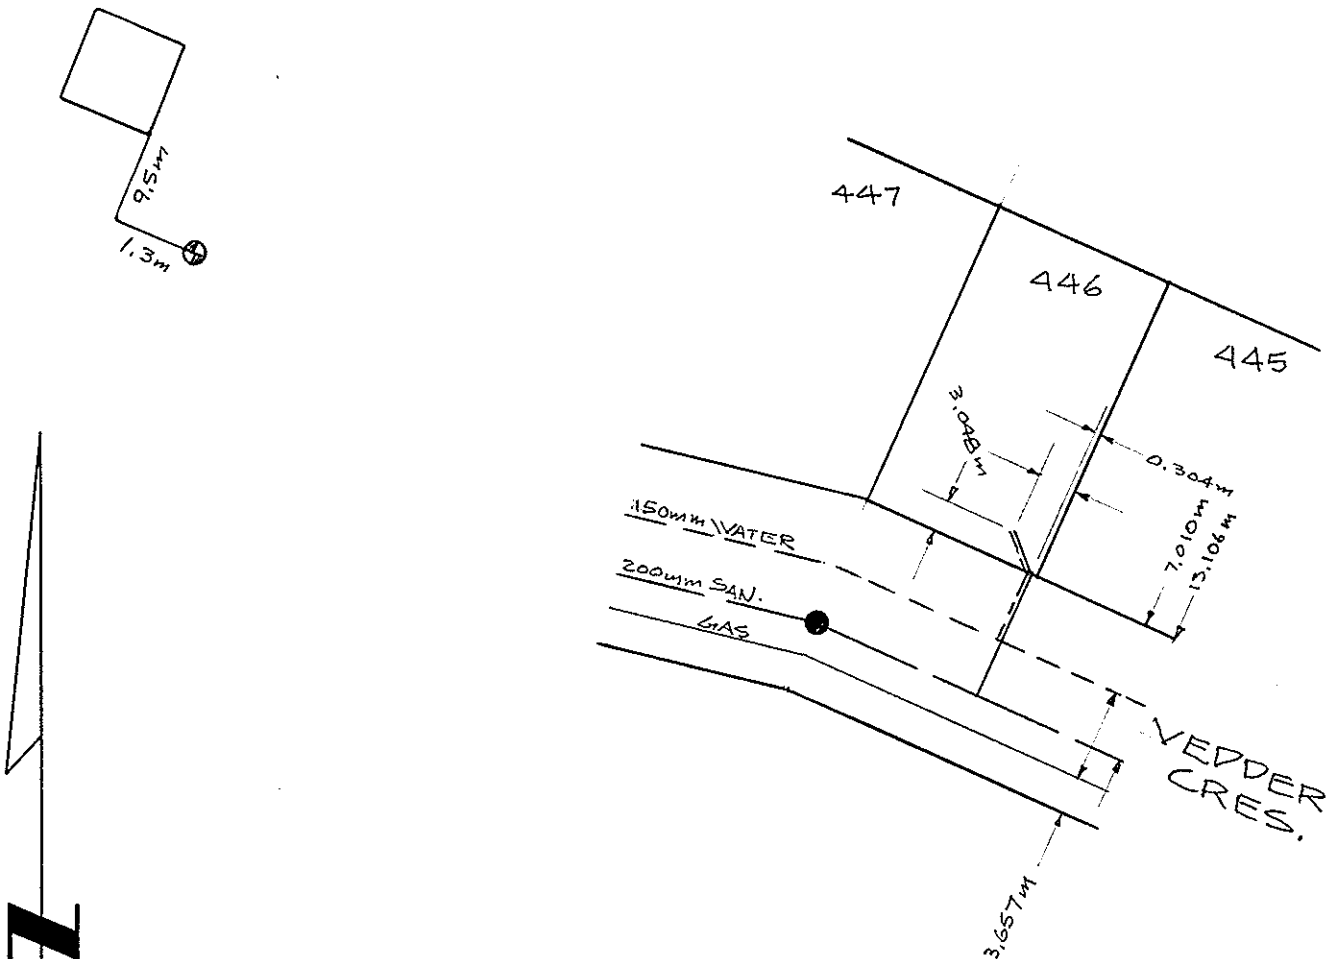 9.5m
1.3m
447
446
445
3.048m
0.304m
7.010m
13.106m
150mm WATER
200mm SAN.
GAS
VEDDER
CRES.
3.657m
N